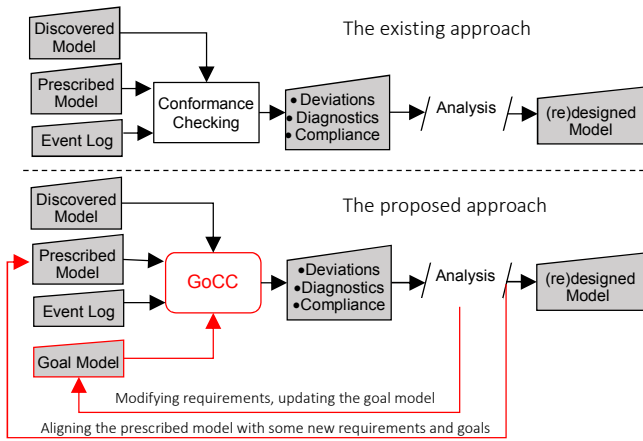 The existing approach
Discovered
Model
Prescribed
Model
Event Log
Conformance
Checking
• Deviations
• Diagnostics
• Compliance
Analysis
(re)designed
Model
The proposed approach
Discovered
Model
Prescribed
Model
Event Log
Goal Model
GoCC
•Deviations
•Diagnostics
•Compliance
Analysis
(re)designed
Model
Modifying requirements, updating the goal model
Aligning the prescribed model with some new requirements and goals